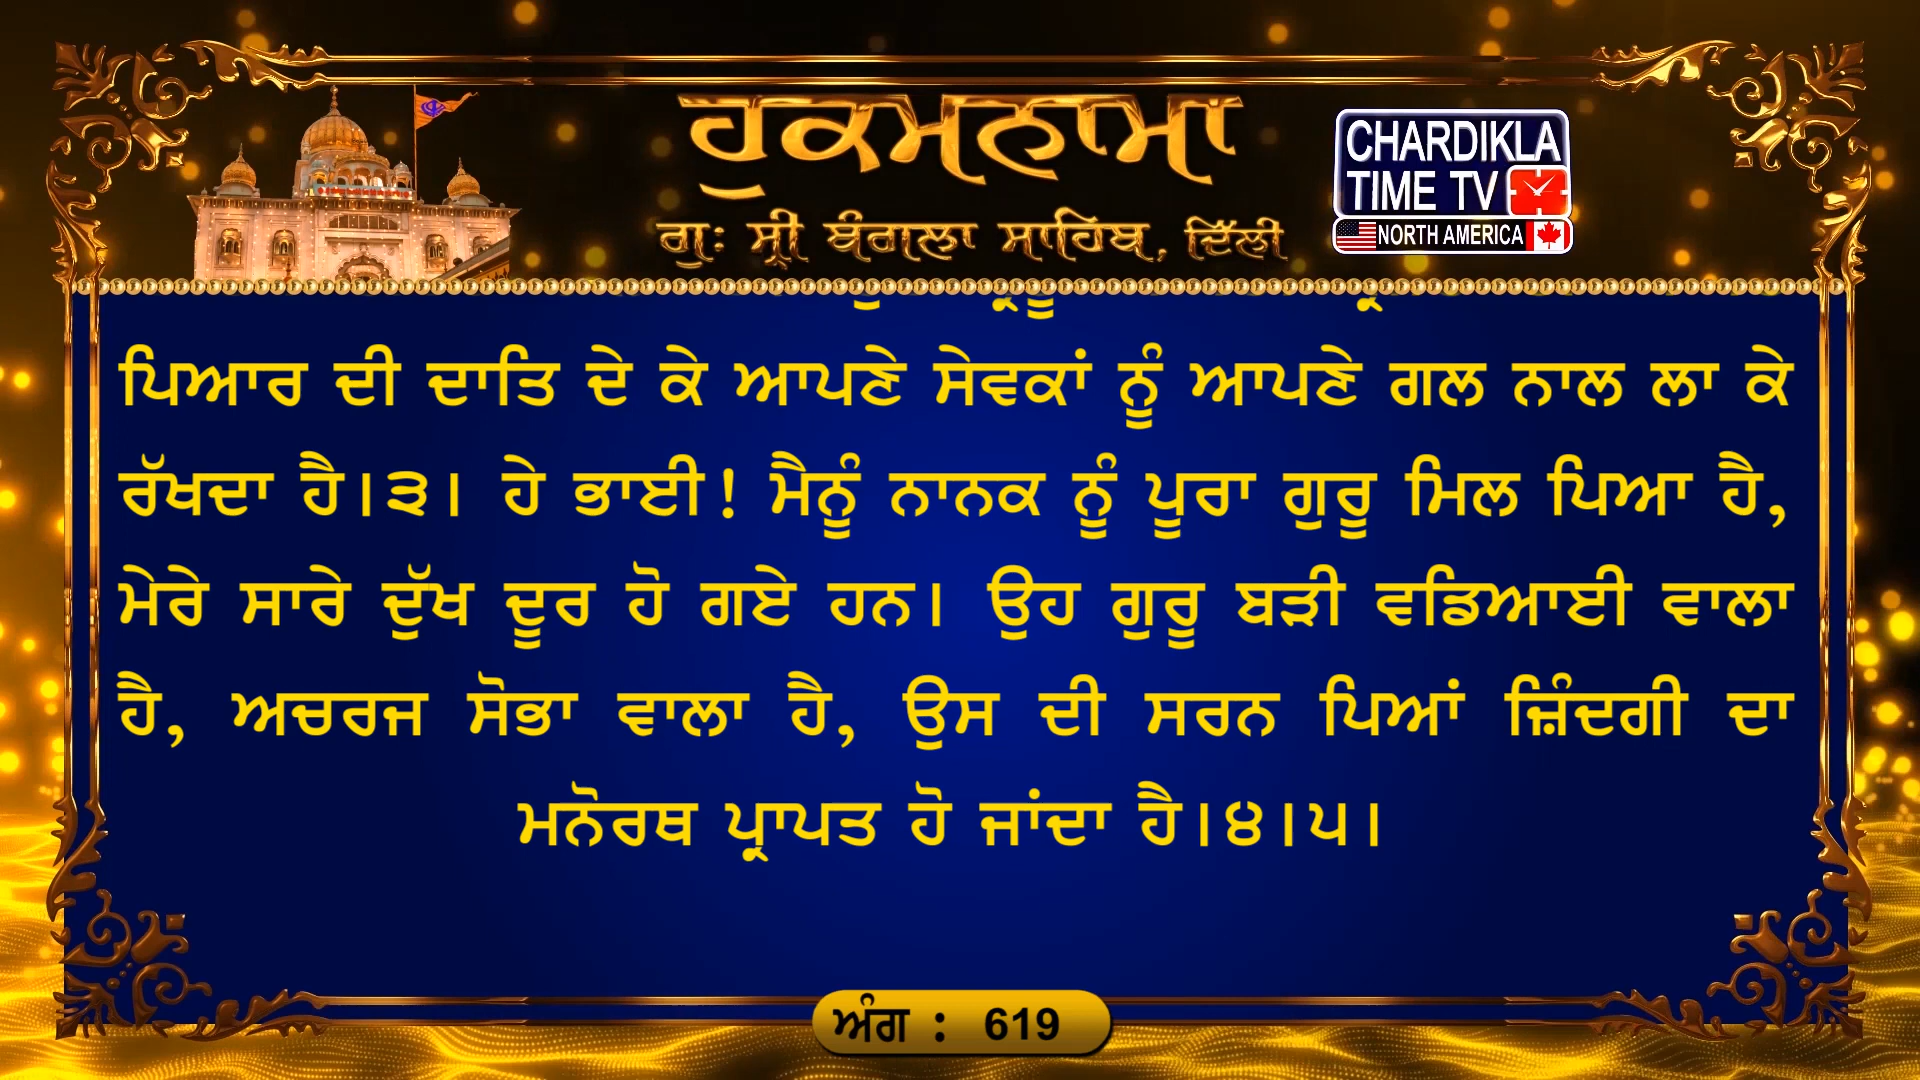 ਹੁਕਮਨਾਮਾ
ਗੁਃ ਸ੍ਰੀ ਬੰਗਲਾ ਸਾਹਿਬ, ਦਿੱਲੀ
CHARDIKLA
TIME TV
NORTH AMERICA
ਪਿਆਰ ਦੀ ਦਾਤਿ ਦੇ ਕੇ ਆਪਣੇ ਸੇਵਕਾਂ ਨੂੰ ਆਪਣੇ ਗਲ ਨਾਲ ਲਾ ਕੇ
ਰੱਖਦਾ ਹੈ।੩। ਹੇ ਭਾਈ! ਮੈਨੂੰ ਨਾਨਕ ਨੂੰ ਪੂਰਾ ਗੁਰੂ ਮਿਲ ਪਿਆ ਹੈ,
ਮੇਰੇ ਸਾਰੇ ਦੁੱਖ ਦੂਰ ਹੋ ਗਏ ਹਨ। ਉਹ ਗੁਰੂ ਬੜੀ ਵਡਿਆਈ ਵਾਲਾ
ਹੈ, ਅਚਰਜ ਸੋਭਾ ਵਾਲਾ ਹੈ, ਉਸ ਦੀ ਸਰਨ ਪਿਆਂ ਜ਼ਿੰਦਗੀ ਦਾ
ਮਨੋਰਥ ਪ੍ਰਾਪਤ ਹੋ ਜਾਂਦਾ ਹੈ।੪।੫।
ਅੰਗ : 619